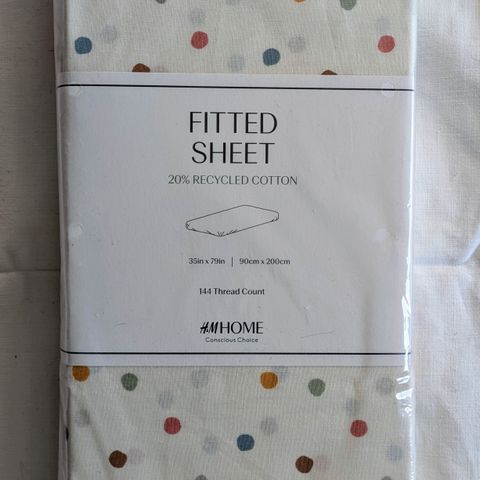 FITTED
SHEET
20% RECYCLED COTTON
35in x 79in | 90cm x 200cm
144 Thread Count
H&M HOME
Conscious Choice